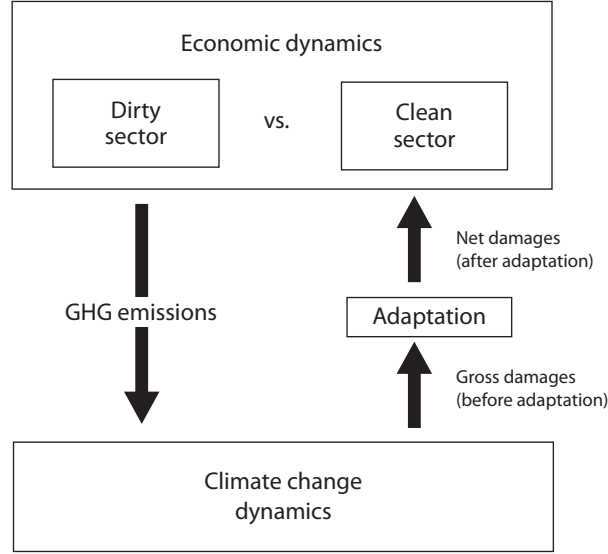 Economic dynamics
Dirty
sector
vs.
Clean
sector
Net damages
(after adaptation)
GHG emissions
Adaptation
Gross damages
(before adaptation)
Climate change
dynamics